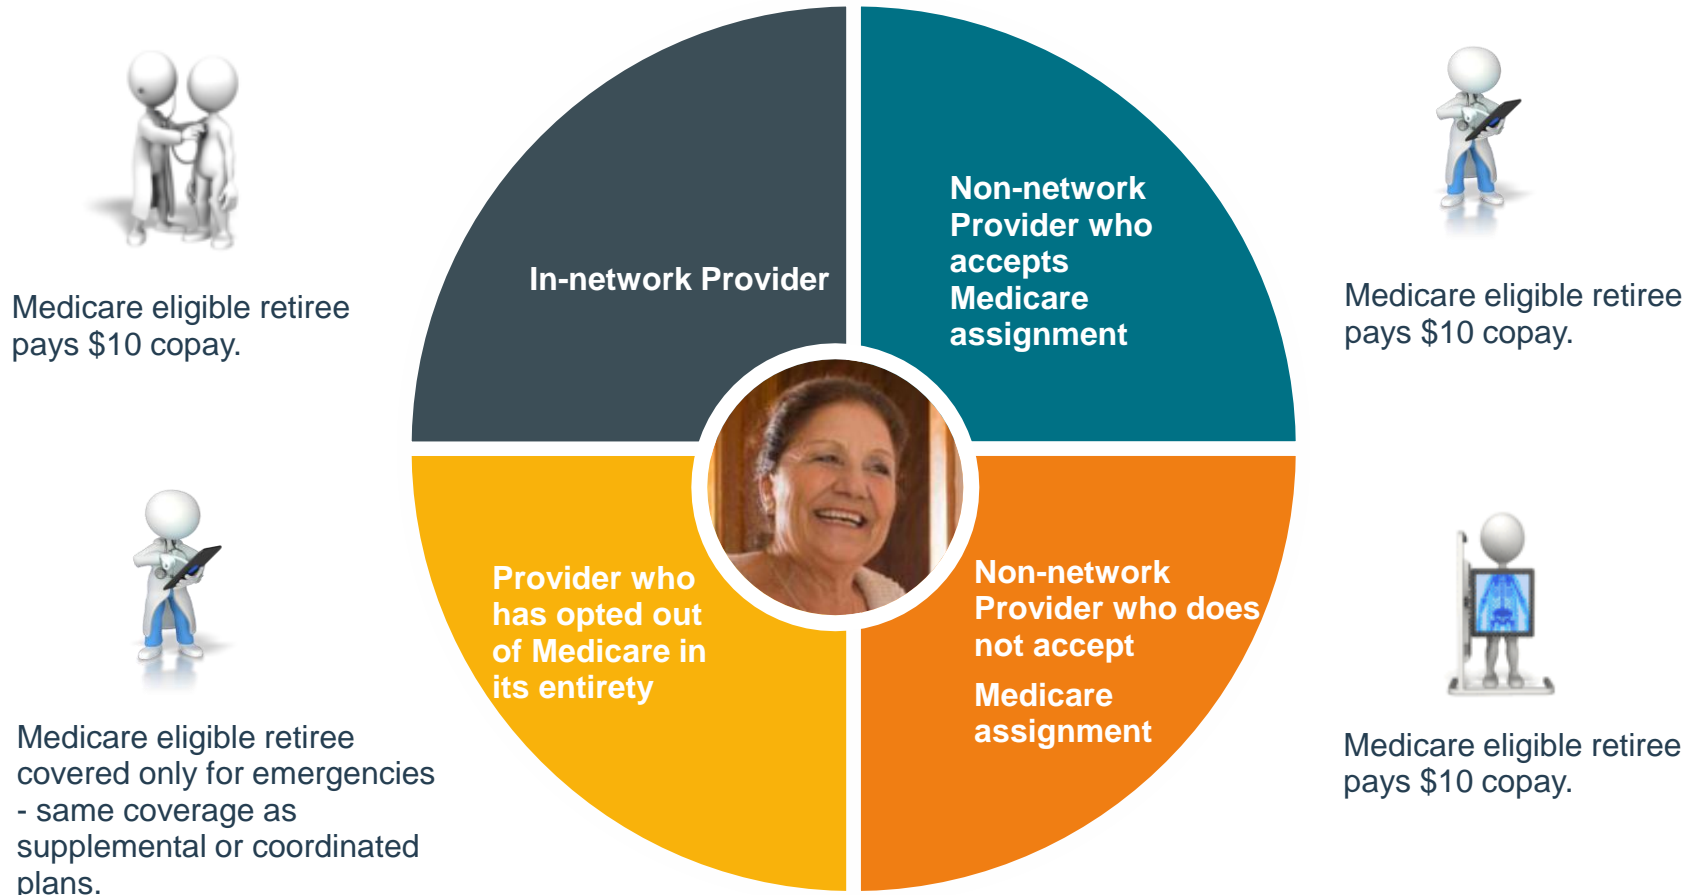 In-network Provider
Medicare eligible retiree
pays $10 copay.
Non-network
Provider who
accepts
Medicare
assignment
Medicare eligible retiree
pays $10 copay.
Provider who
has opted out
of Medicare in
its entirety
Medicare eligible retiree
covered only for emergencies
- same coverage as
supplemental or coordinated
plans.
Non-network
Provider who does
not accept
Medicare
assignment
Medicare eligible retiree
pays $10 copay.